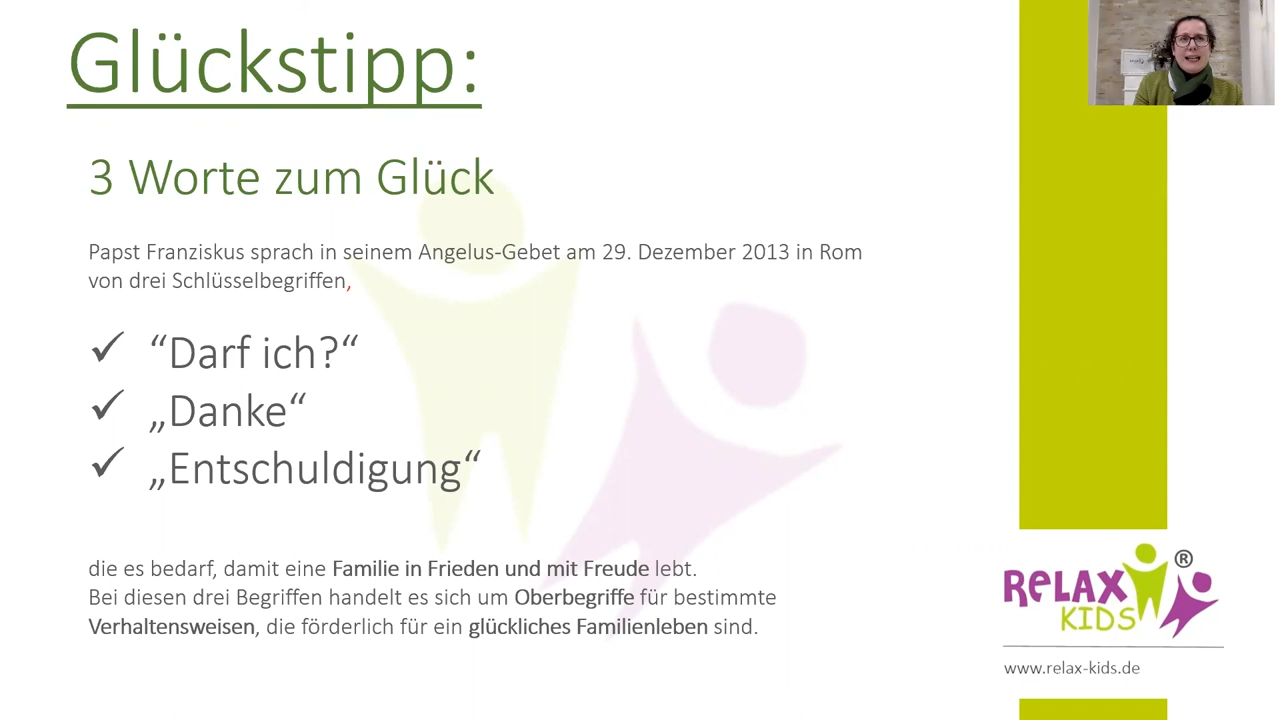 Glückstipp:
3 Worte zum Glück
Papst Franziskus sprach in seinem Angelus-Gebet am 29. Dezember 2013 in Rom
von drei Schlüsselbegriffen,
✓ “Darf ich?“
✓ „Danke“
✓ „Entschuldigung“
die es bedarf, damit eine Familie in Frieden und mit Freude lebt.
Bei diesen drei Begriffen handelt es sich um Oberbegriffe für bestimmte
Verhaltensweisen, die förderlich für ein glückliches Familienleben sind.
RELAX ®
KIDS
www.relax-kids.de